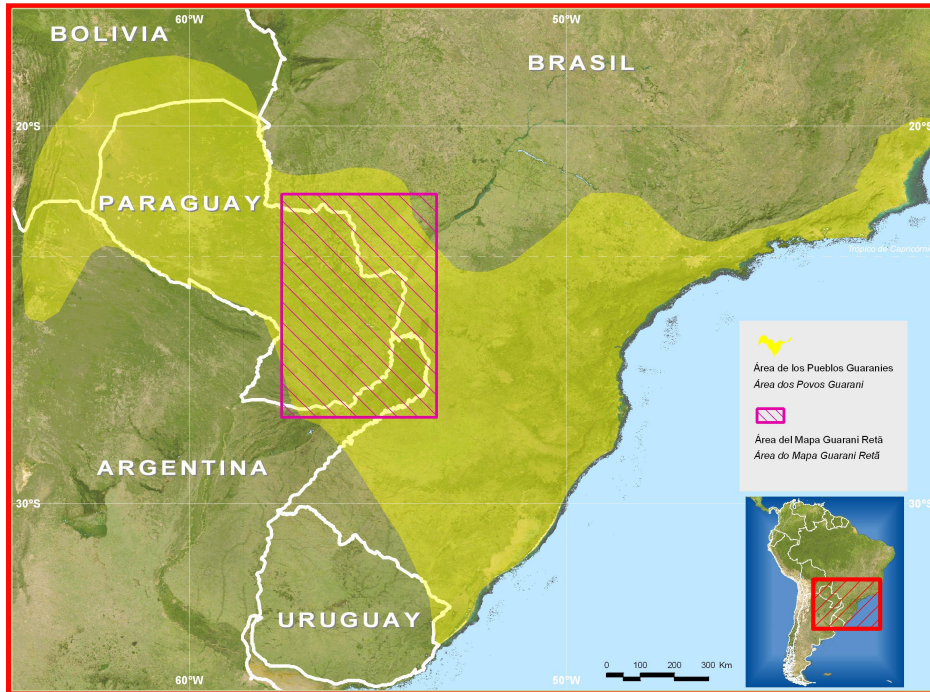 60°W
50°W
BOLIVIA
BRASIL
20°S
20°S
PARAGUAY
Trópico de Capricórnio
Área de los Pueblos Guaranies
Área dos Povos Guarani
Área del Mapa Guarani Retã
Área do Mapa Guarani Retã
ARGENTINA
30°S
30°S
URUGUAY
0 50 100 200 300 Km
60°W
50°W